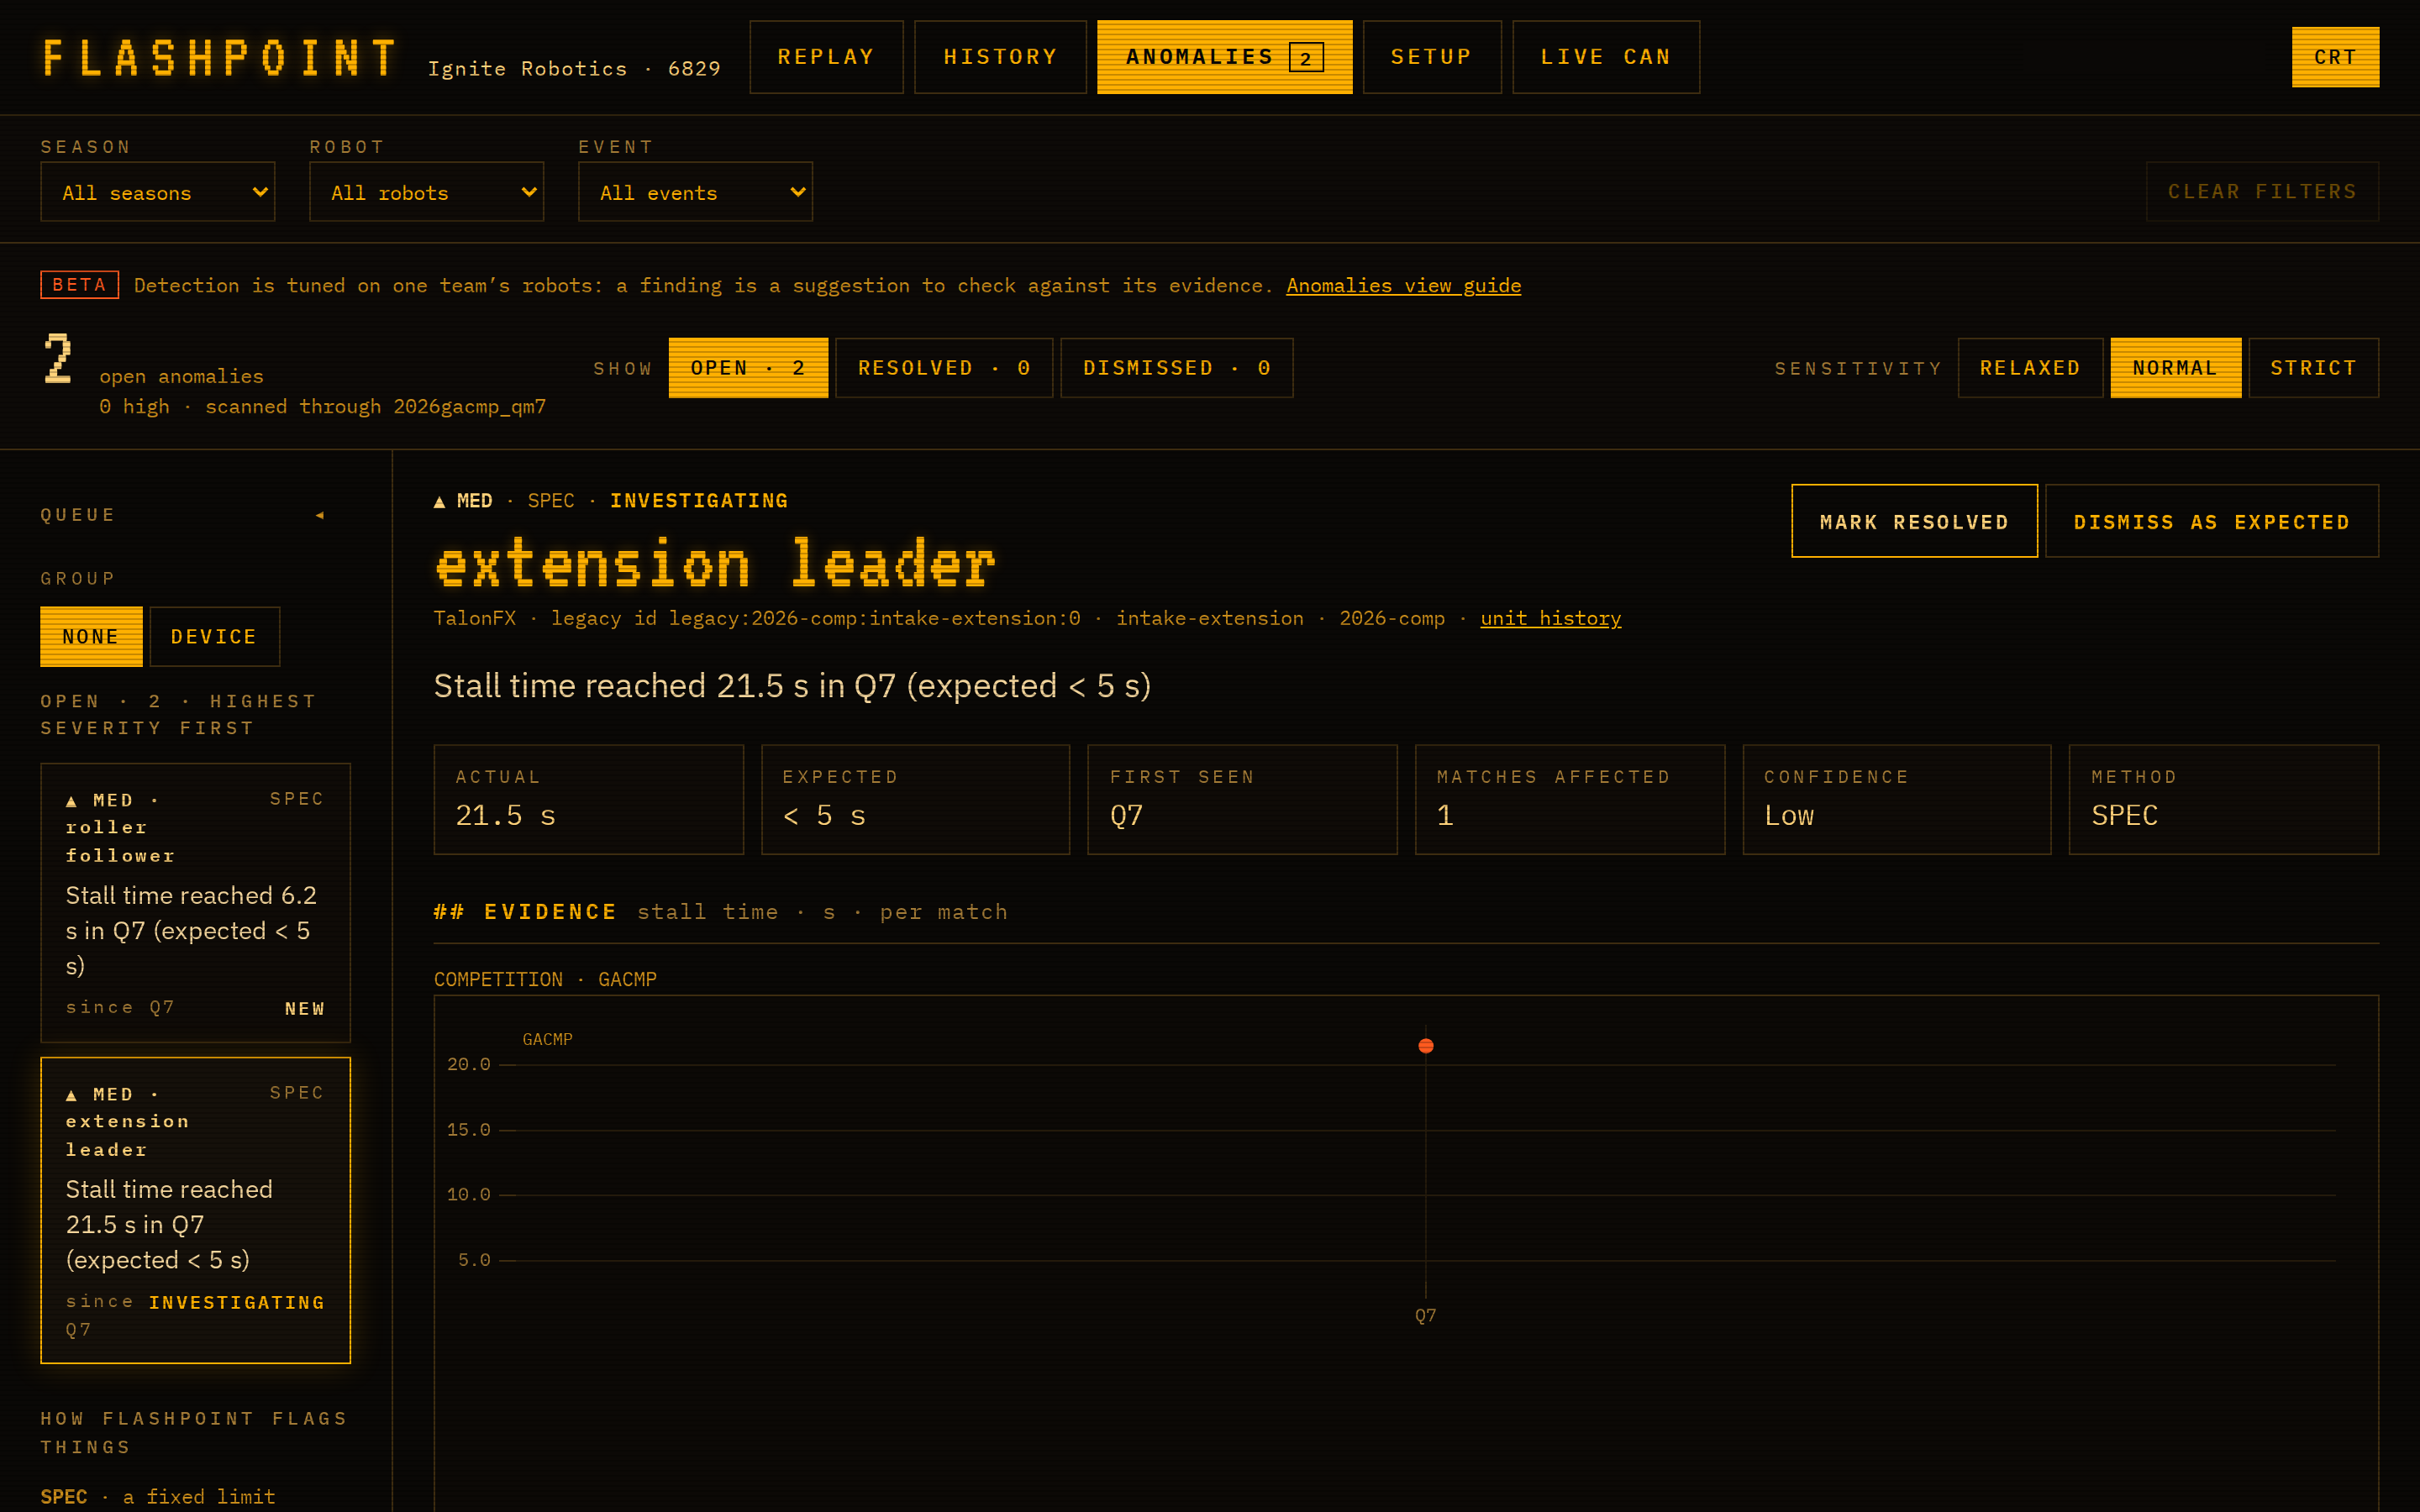 FLASHPOINT
Ignite Robotics · 6829
REPLAY
HISTORY
ANOMALIES 2
SETUP
LIVE CAN
CRT
SEASON
ROBOT
EVENT
All seasons
All robots
All events
CLEAR FILTERS
BETA Detection is tuned on one team’s robots: a finding is a suggestion to check against its evidence. Anomalies view guide
2
open anomalies
0 high · scanned through 2026gacmp_qm7
SHOW
OPEN · 2
RESOLVED · 0
DISMISSED · 0
SENSITIVITY
RELAXED
NORMAL
STRICT
QUEUE ◂
GROUP
NONE
DEVICE
OPEN · 2 · HIGHEST
SEVERITY FIRST
▲ MED ·
roller
follower
SPEC
Stall time reached 6.2
s in Q7 (expected < 5
s)
since Q7
NEW
▲ MED ·
extension
leader
SPEC
Stall time reached
21.5 s in Q7
(expected < 5 s)
since
Q7
INVESTIGATING
HOW FLASHPOINT FLAGS
THINGS
SPEC · a fixed limit
▲ MED · SPEC · INVESTIGATING
extension leader
TalonFX · legacy id legacy:2026-comp:intake-extension:0 · intake-extension · 2026-comp · unit history
MARK RESOLVED
DISMISS AS EXPECTED
Stall time reached 21.5 s in Q7 (expected < 5 s)
ACTUAL
21.5 s
EXPECTED
< 5 s
FIRST SEEN
Q7
MATCHES AFFECTED
1
CONFIDENCE
Low
METHOD
SPEC
## EVIDENCE stall time · s · per match
COMPETITION · GACMP
GACMP
20.0
15.0
10.0
5.0
Q7